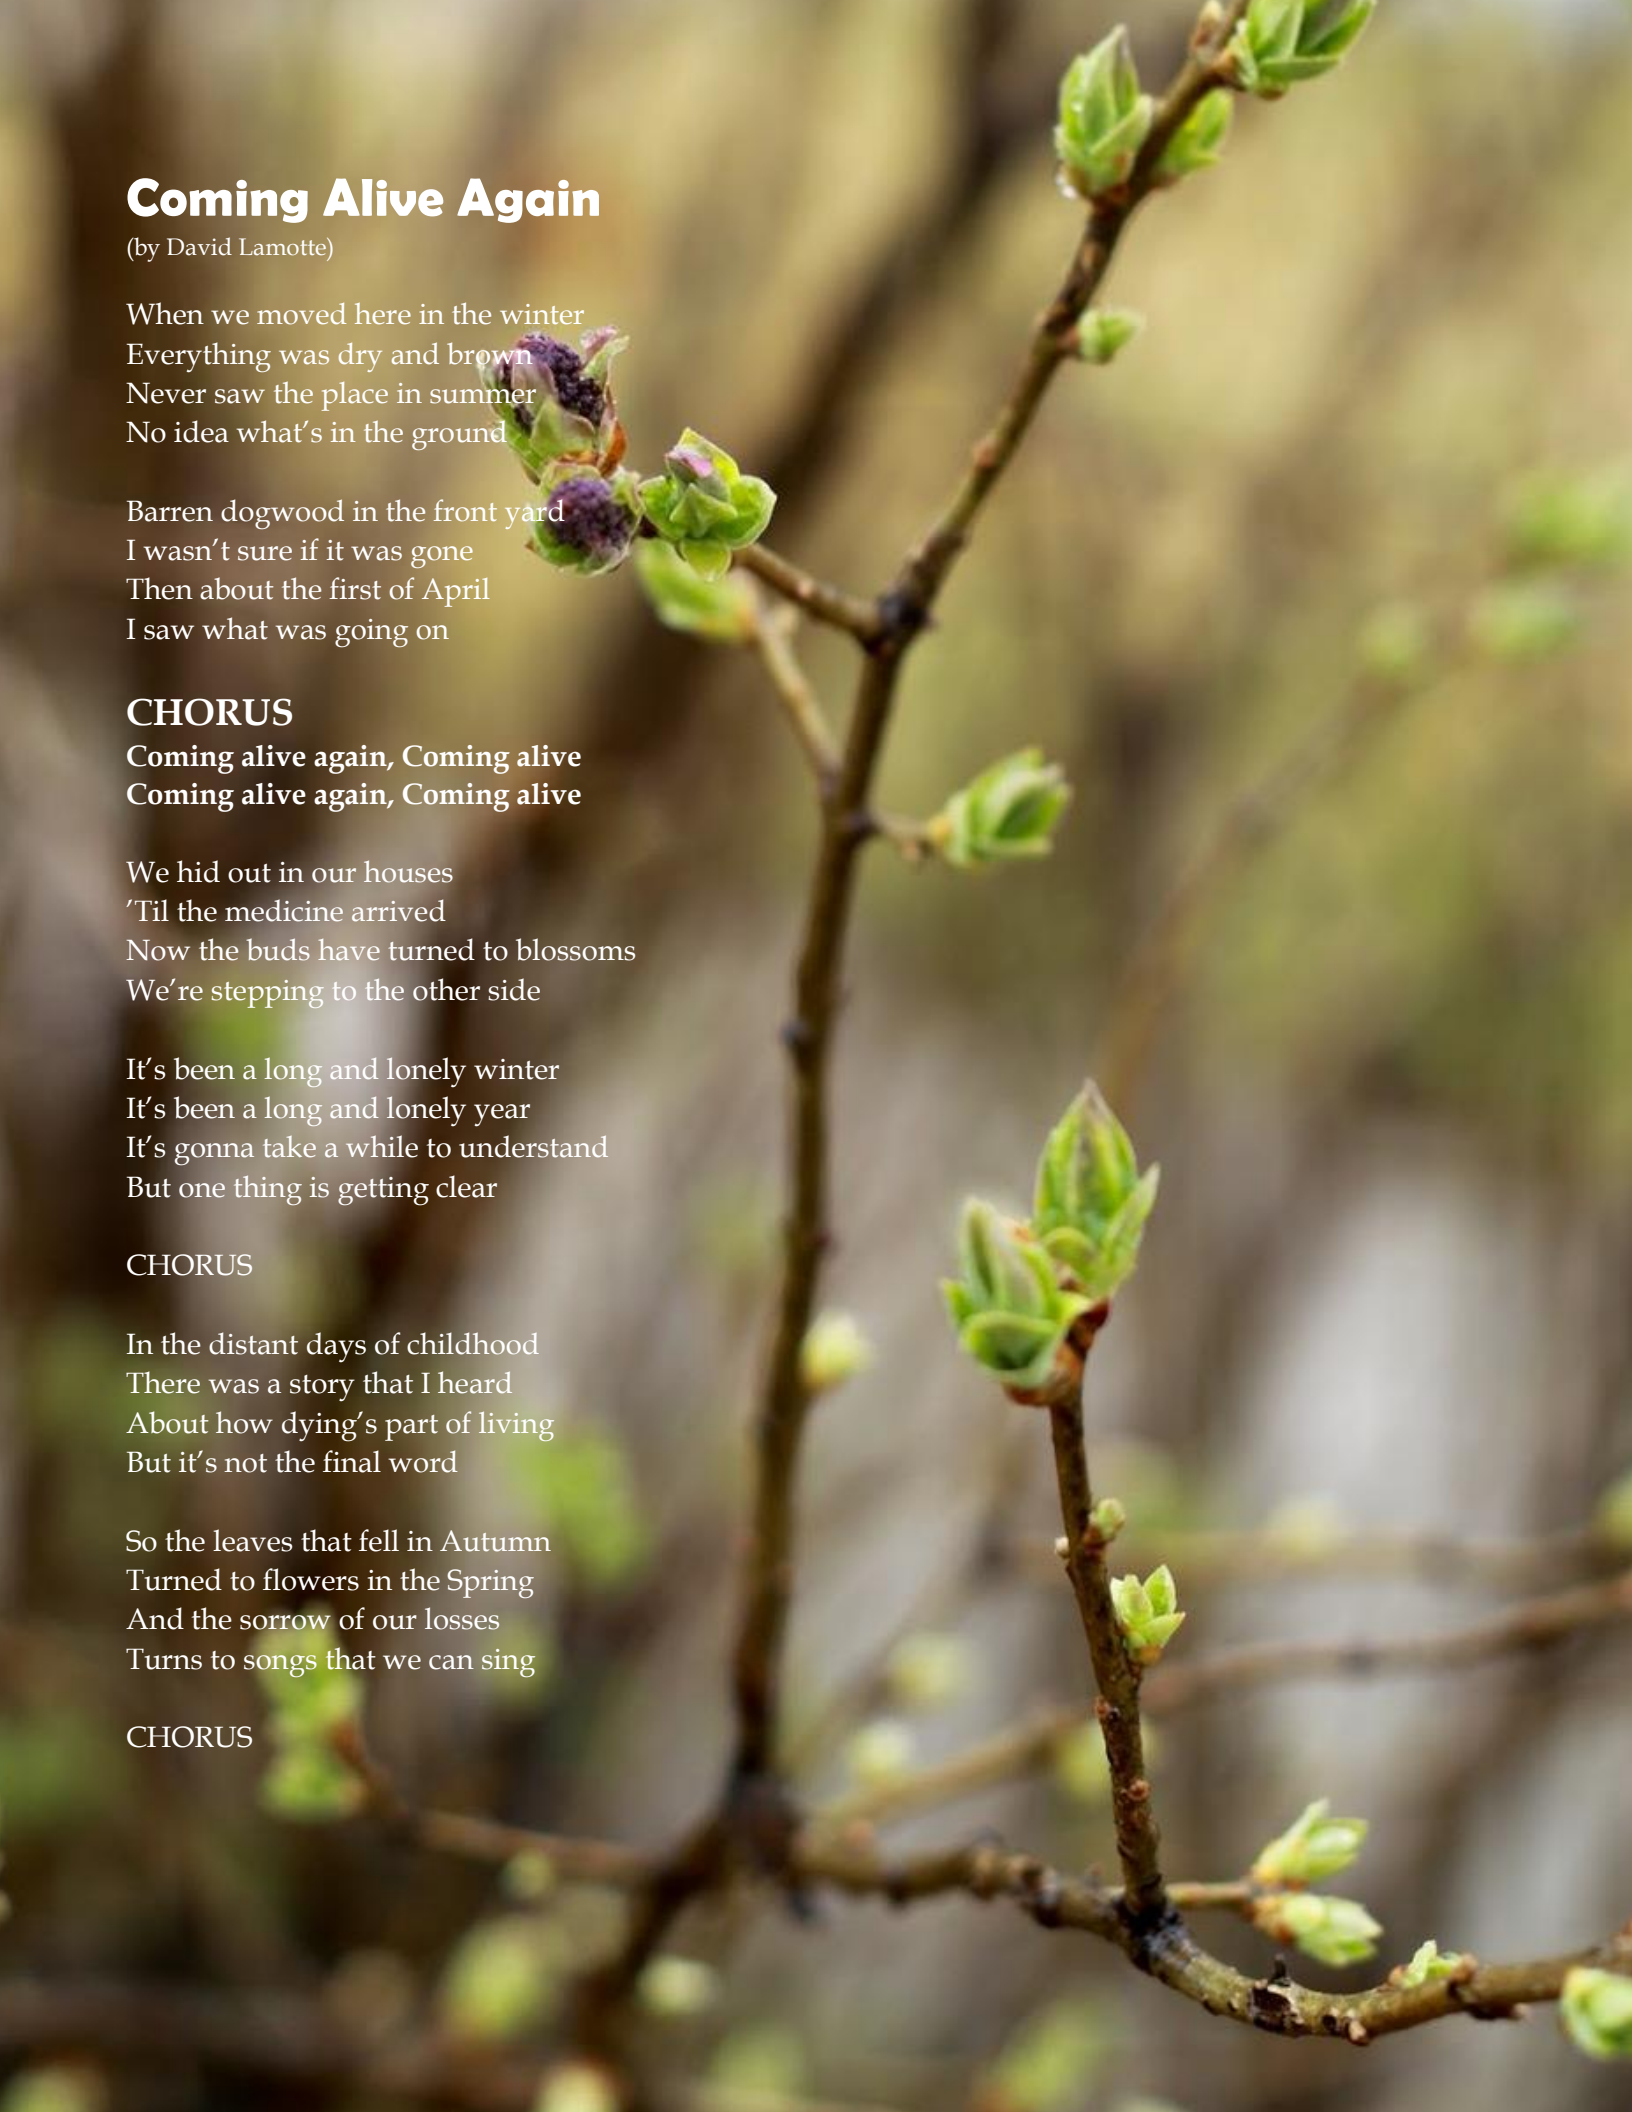 Coming Alive Again
(by David Lamotte)
When we moved here in the winter
Everything was dry and brown
Never saw the place in summer
No idea what’s in the ground
Barren dogwood in the front yard
I wasn’t sure if it was gone
Then about the first of April
I saw what was going on
CHORUS
Coming alive again, Coming alive
Coming alive again, Coming alive
We hid out in our houses
’Til the medicine arrived
Now the buds have turned to blossoms
We’re stepping to the other side
It’s been a long and lonely winter
It’s been a long and lonely year
It’s gonna take a while to understand
But one thing is getting clear
CHORUS
In the distant days of childhood
There was a story that I heard
About how dying’s part of living
But it’s not the final word
So the leaves that fell in Autumn
Turned to flowers in the Spring
And the sorrow of our losses
Turns to songs that we can sing
CHORUS